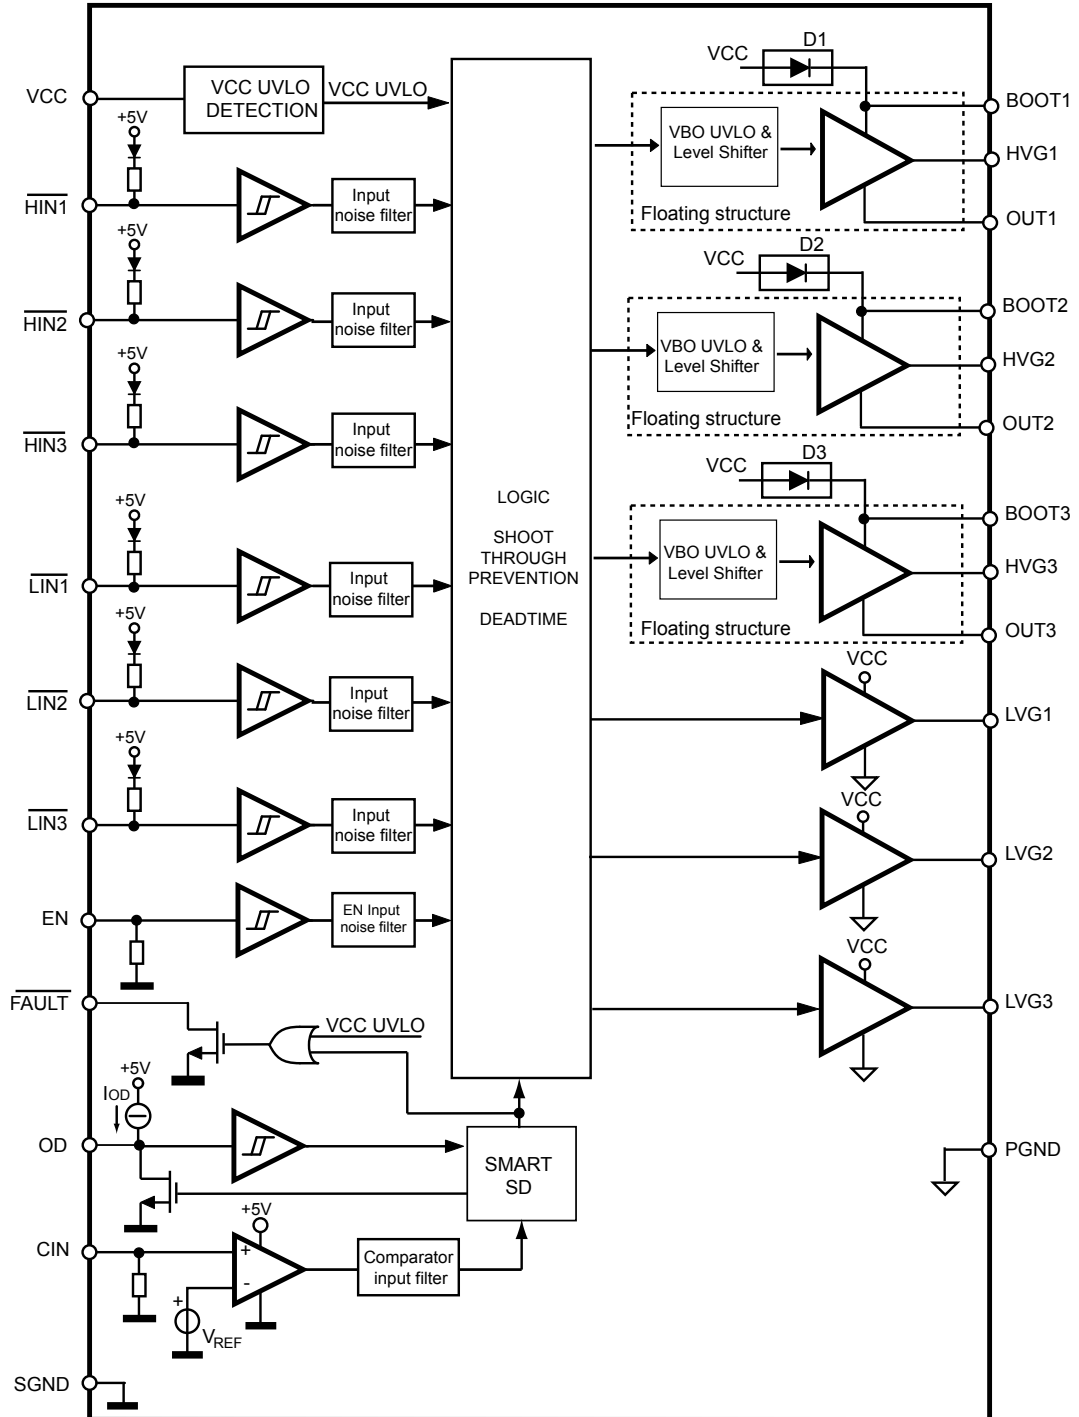 D1
VCC
VCC
VCC UVLO
DETECTION
VCC UVLO
BOOT1
+5V
VBO UVLO &
Level Shifter
HVG1
HIN1
Input
noise filter
Floating structure
OUT1
+5V
D2
VCC
HIN2
Input
noise filter
BOOT2
VBO UVLO &
Level Shifter
HVG2
+5V
Floating structure
OUT2
HIN3
Input
noise filter
D3
VCC
LOGIC
SHOOT
THROUGH
PREVENTION
DEADTIME
+5V
BOOT3
VBO UVLO &
Level Shifter
HVG3
LIN1
Input
noise filter
Floating structure
OUT3
+5V
VCC
LIN2
Input
noise filter
LVG1
+5V
VCC
LIN3
Input
noise filter
LVG2
EN
EN Input
noise filter
VCC
FAULT
VCC UVLO
LVG3
+5V
IOD
OD
SMART
SD
PGND
+5V
CIN
+
-
Comparator
input filter
+
VREF
SGND